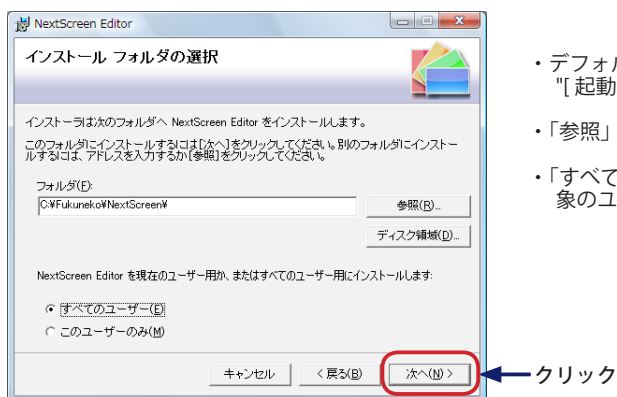 NextScreen Editor
インストール フォルダの選択
インストーラは次のフォルダへ NextScreen Editor をインストールします。
このフォルダにインストールするには[次へ]をクリックしてください。別のフォルダにインストー
ルするには、アドレスを入力するか[参照]をクリックしてください。
フォルダ(F):
C:¥Fukuneko¥NextScreen¥
参照(R)...
ディスク領域(D)...
NextScreen Editor を現在のユーザー用か、またはすべてのユーザー用にインストールします:
すべてのユーザー(E)
このユーザーのみ(M)
キャンセル
< 戻る(B)
次へ(N) >
・デフォ
"[ 起動
・「参照」
・「すべて
象のユ
クリック